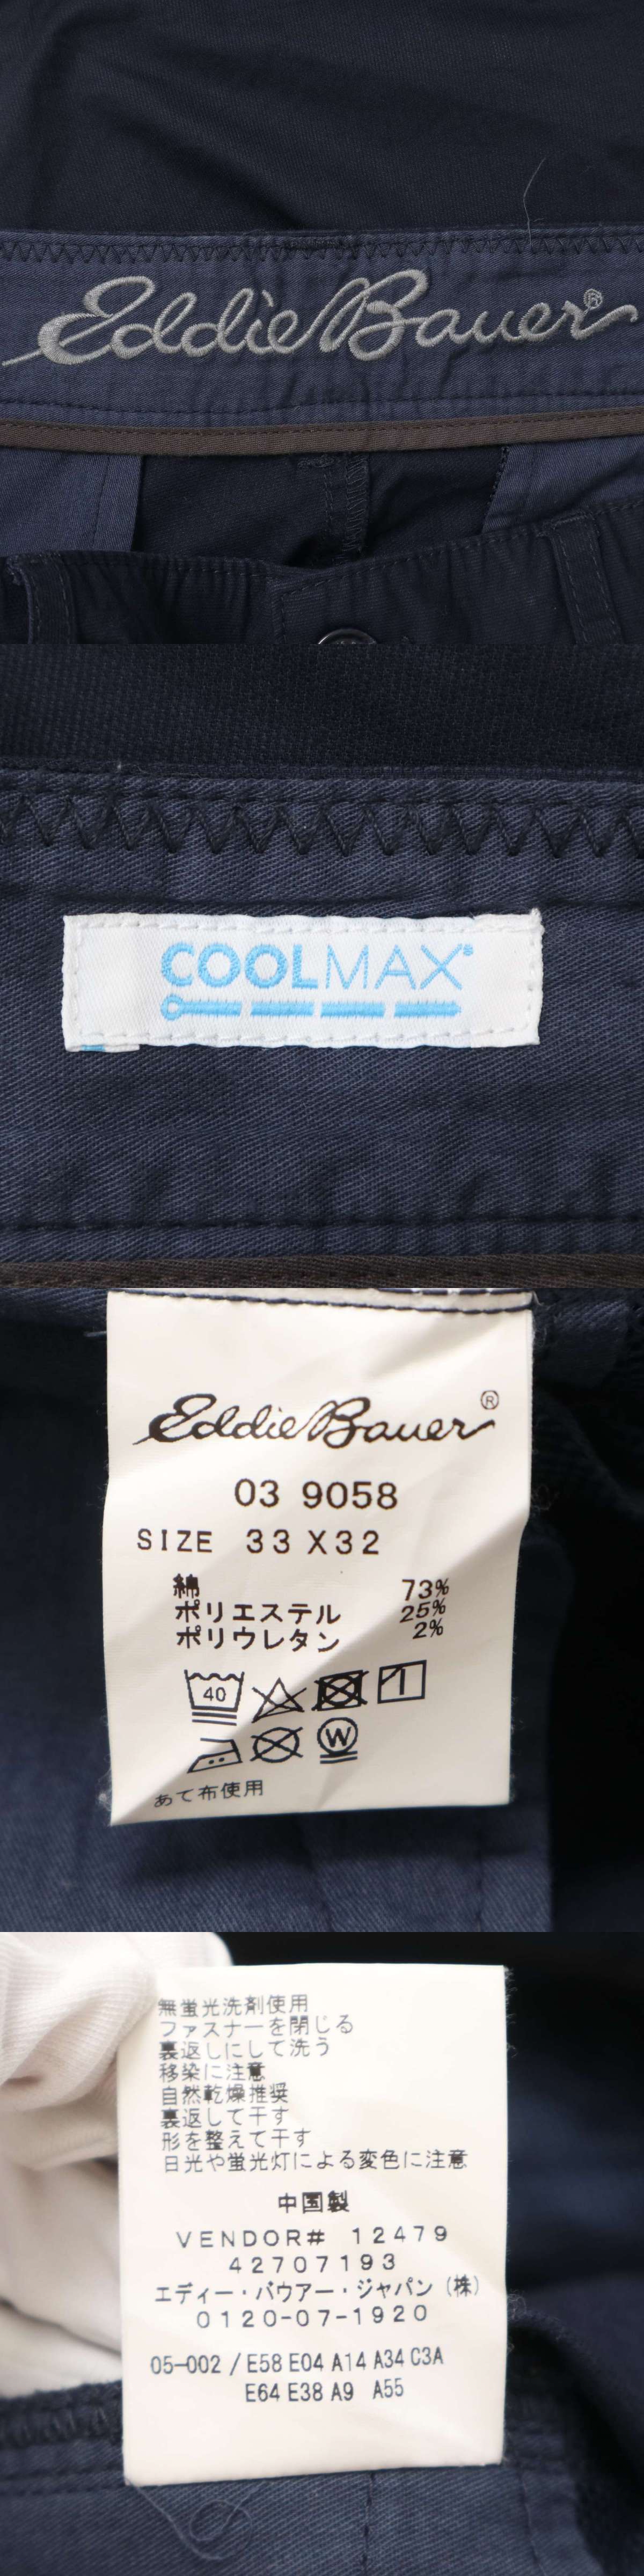 Eddie Bauer®
COOLMAX®
Eddie Bauer®
03 9058
SIZE 33X32
綿 73%
ポリエステル 25%
ポリウレタン 2%
40
W
あて布使用
無蛍光洗剤使用
ファスナーを閉じる
裏返しにして洗う
移染に注意
自然乾燥推奨
裏返して干す
形を整えて干す
日光や蛍光灯による変色に注意
中国製
VENDOR# 12479
42707193
エディー・バウアー・ジャパン(株)
0120-07-1920
05-002 / E58 E04 A14 A34 C3A
E64 E38 A9 A55